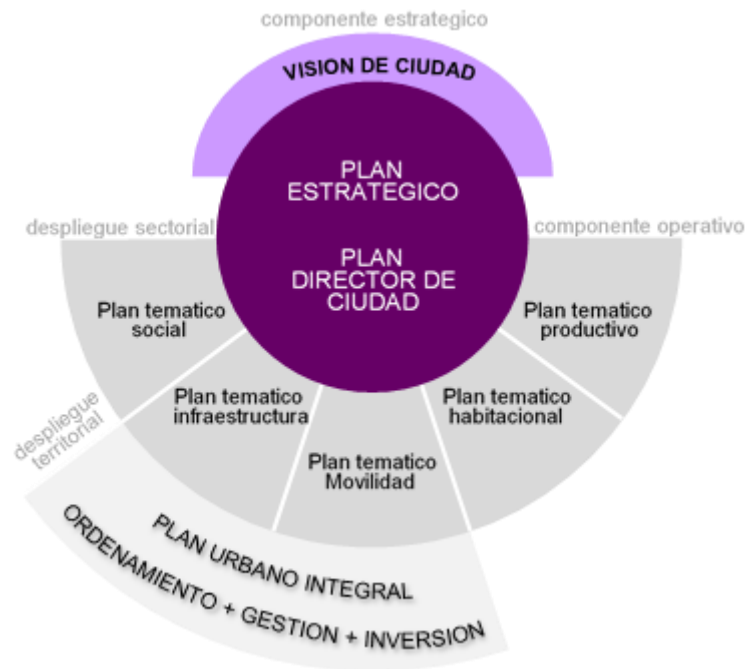 componente estrategico
VISION DE CIUDAD
PLAN
ESTRATEGICO
PLAN
DIRECTOR DE
CIUDAD
despliegue sectorial
componente operativo
Plan tematico
social
Plan tematico
productivo
Plan tematico
infraestructura
Plan tematico
habitacional
Plan tematico
Movilidad
despliegue
territorial
PLAN URBANO INTEGRAL
ORDENAMIENTO + GESTION + INVERSION